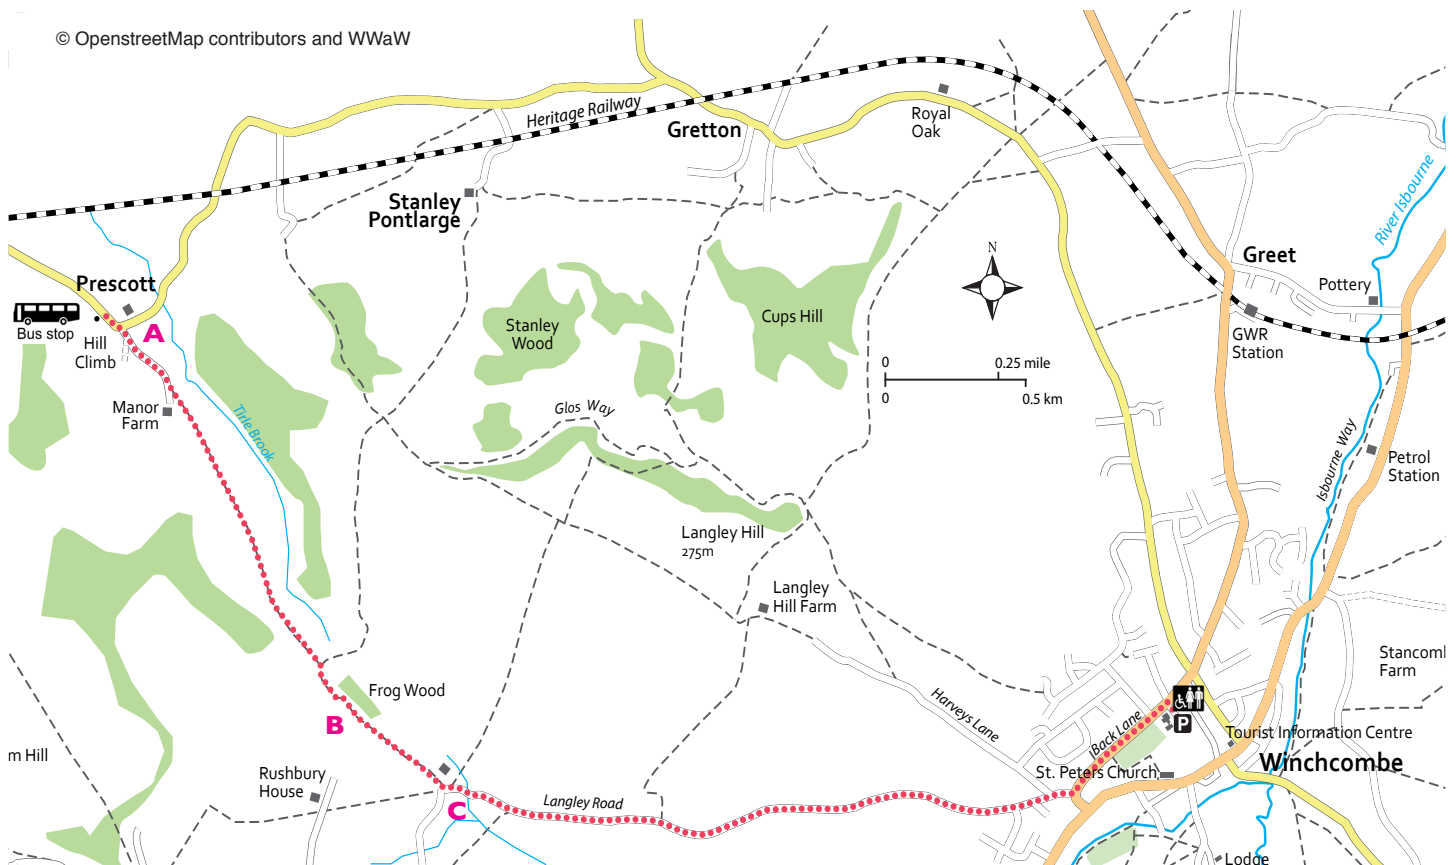 © OpenstreetMap contributors and WWaW
Heritage Railway
Gretton
Royal
Oak
River Isbourne
Stanley
Pontlarge
N
Greet
Prescott
Pottery
Bus stop
A
Hill
Climb
Stanley
Wood
Cups Hill
GWR
Station
0
0.25 mile
0
0.5 km
Manor
Farm
Tirle Brook
Glos Way
Isbourne Way
Petrol
Station
Langley Hill
275m
Langley
Hill Farm
Stancoml
Farm
Frog Wood
B
Harveys Lane
Back Lane
P
Tourist Information Centre
m Hill
Rushbury
House
St. Peters Church
Winchcombe
Langley Road
C
Lodge